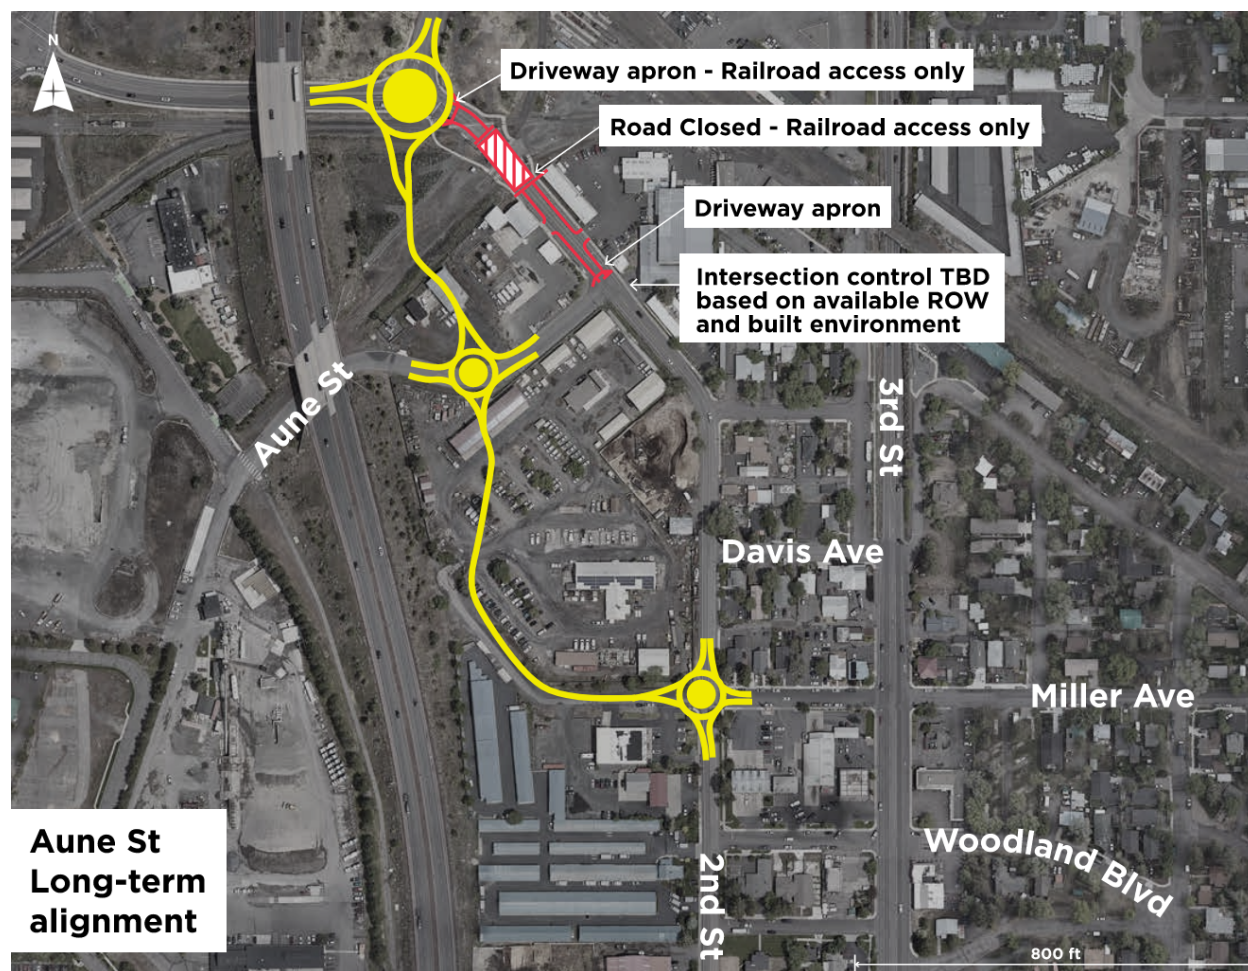 N
Driveway apron - Railroad access only
Road Closed - Railroad access only
Driveway apron
Intersection control TBD
based on available ROW
and built environment
Aune St
3rd St
Davis Ave
Miller Ave
Woodland Blvd
2nd St
Aune St
Long-term
alignment
800 ft